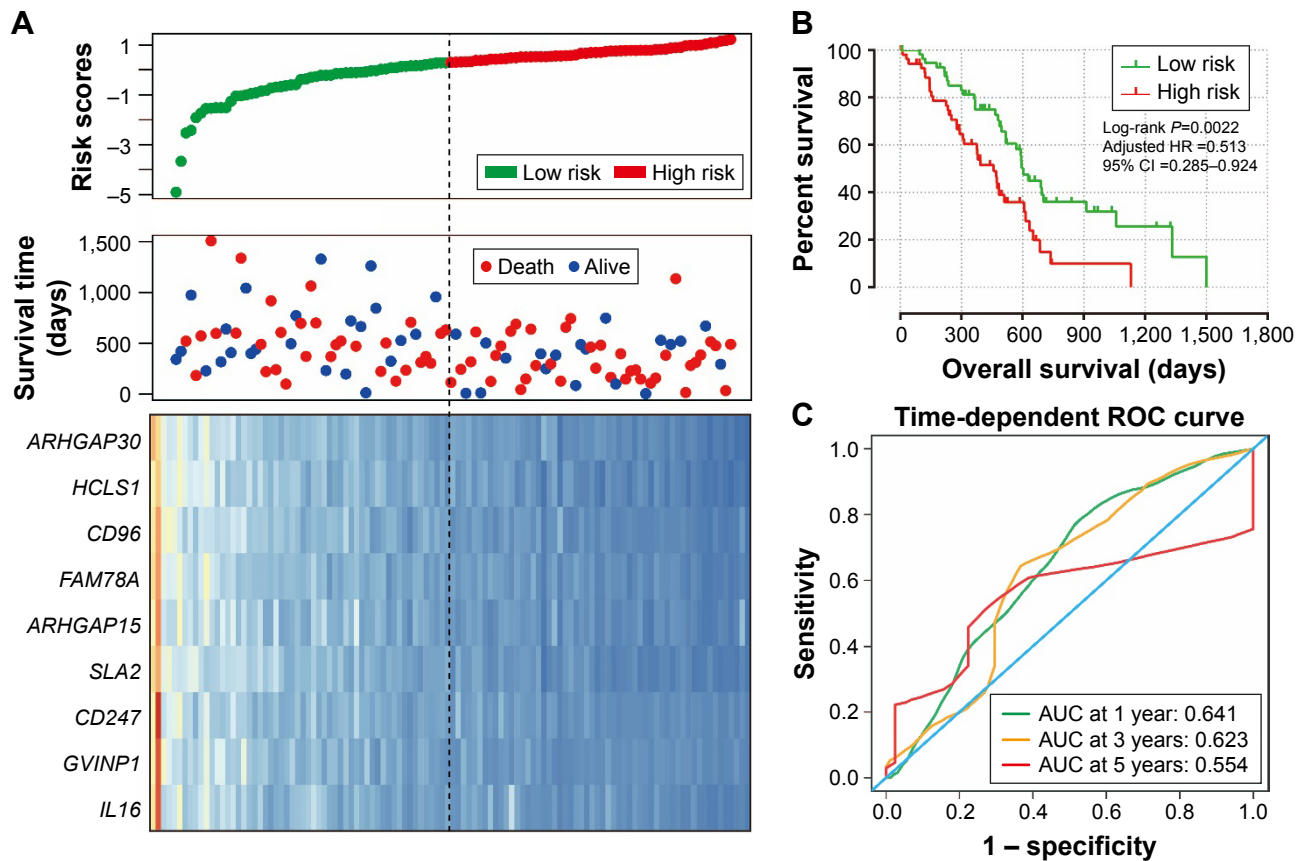 A
Risk scores
1
–1
–3
–5
Low risk
High risk
Survival time
(days)
1,500
1,000
500
0
Death
Alive
ARHGAP30
HCLS1
CD96
FAM78A
ARHGAP15
SLA2
CD247
GVINP1
IL16
B
Percent survival
100
80
60
40
20
0
Low risk
High risk
Log-rank P=0.0022
Adjusted HR =0.513
95% CI =0.285–0.924
0 300 600 900 1,200 1,500 1,800
Overall survival (days)
C
Time-dependent ROC curve
Sensitivity
1.0
0.8
0.6
0.4
0.2
0.0
AUC at 1 year: 0.641
AUC at 3 years: 0.623
AUC at 5 years: 0.554
0.0 0.2 0.4 0.6 0.8 1.0
1 – specificity